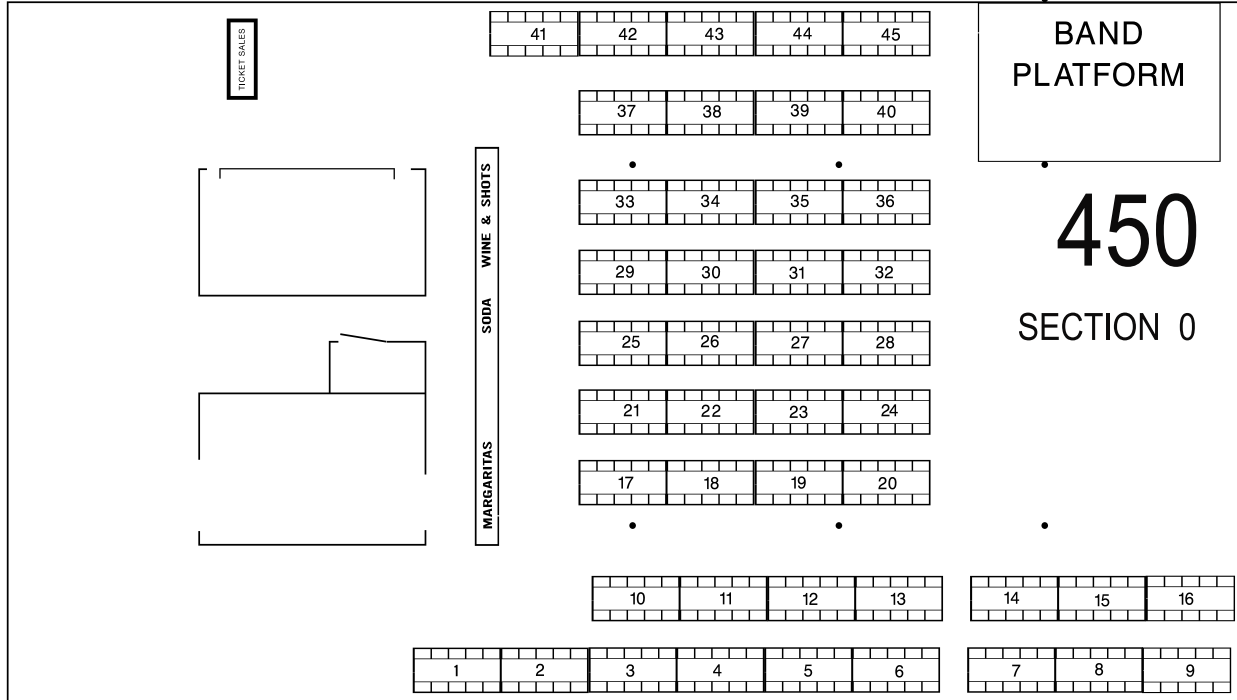 TICKET SALES
41 42 43 44 45
BAND
PLATFORM
37 38 39 40
33 34 35 36
450
29 30 31 32
SECTION 0
25 26 27 28
21 22 23 24
17 18 19 20
MARGARITAS SODA WINE & SHOTS
10 11 12 13 14 15 16
1 2 3 4 5 6 7 8 9